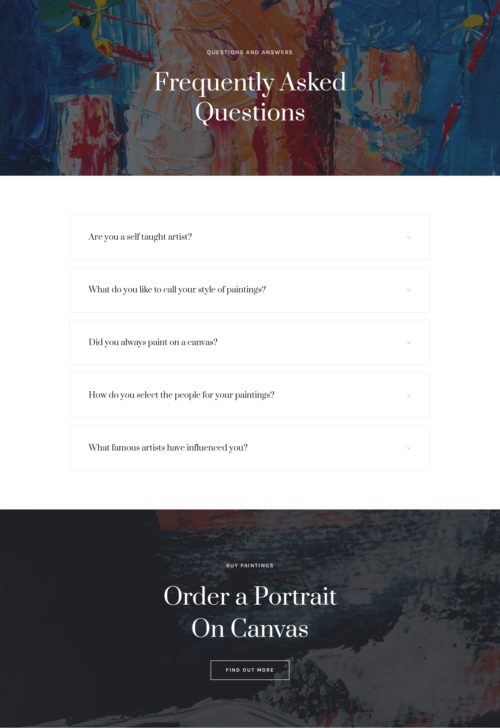 QUESTIONS AND ANSWERS
Frequently Asked
Questions
Are you a self taught artist?
What do you like to call your style of paintings?
Did you always paint on a canvas?
How do you select the people for your paintings?
What famous artists have influenced you?
BUY PAINTINGS
Order a Portrait
On Canvas
FIND OUT MORE